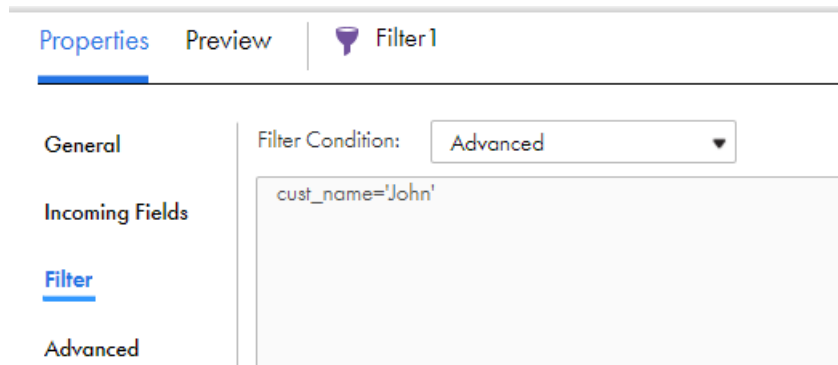 Properties Preview Filter1
General
Filter Condition: Advanced
cust_name='John'
Incoming Fields
Filter
Advanced